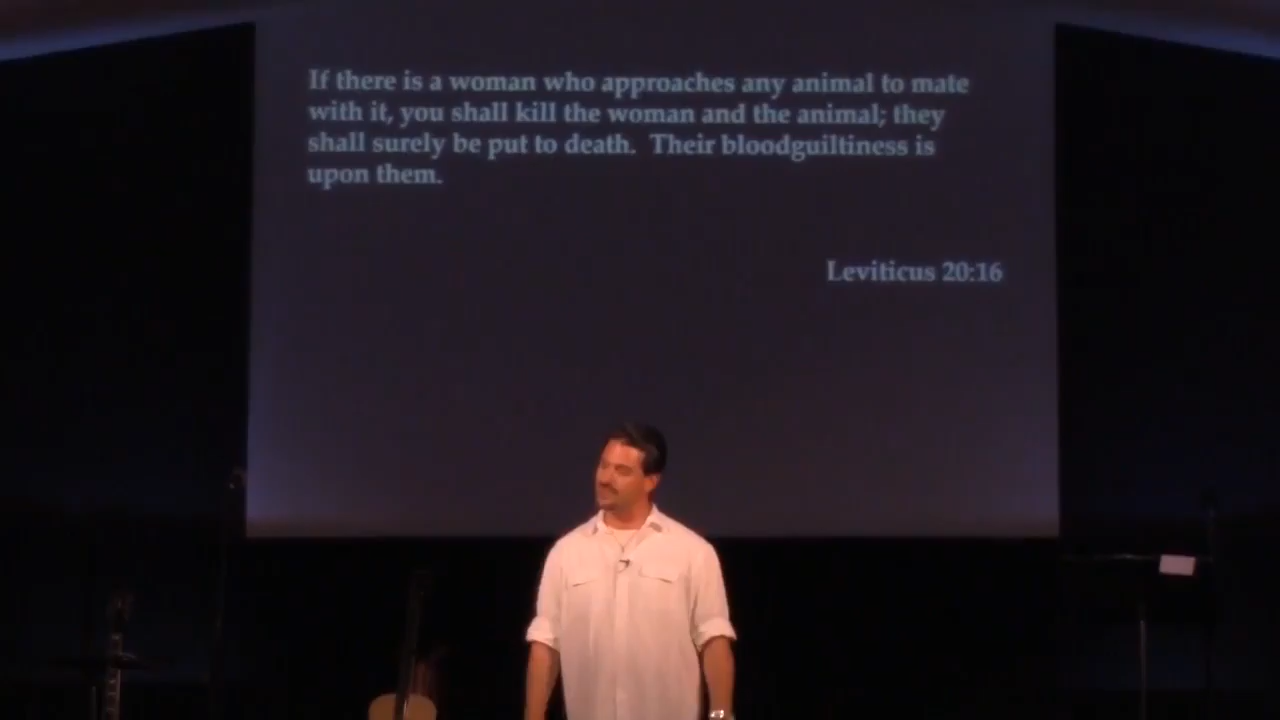 If there is a woman who approaches any animal to mate
with it, you shall kill the woman and the animal; they
shall surely be put to death.  Their bloodguiltiness is
upon them.
Leviticus 20:16